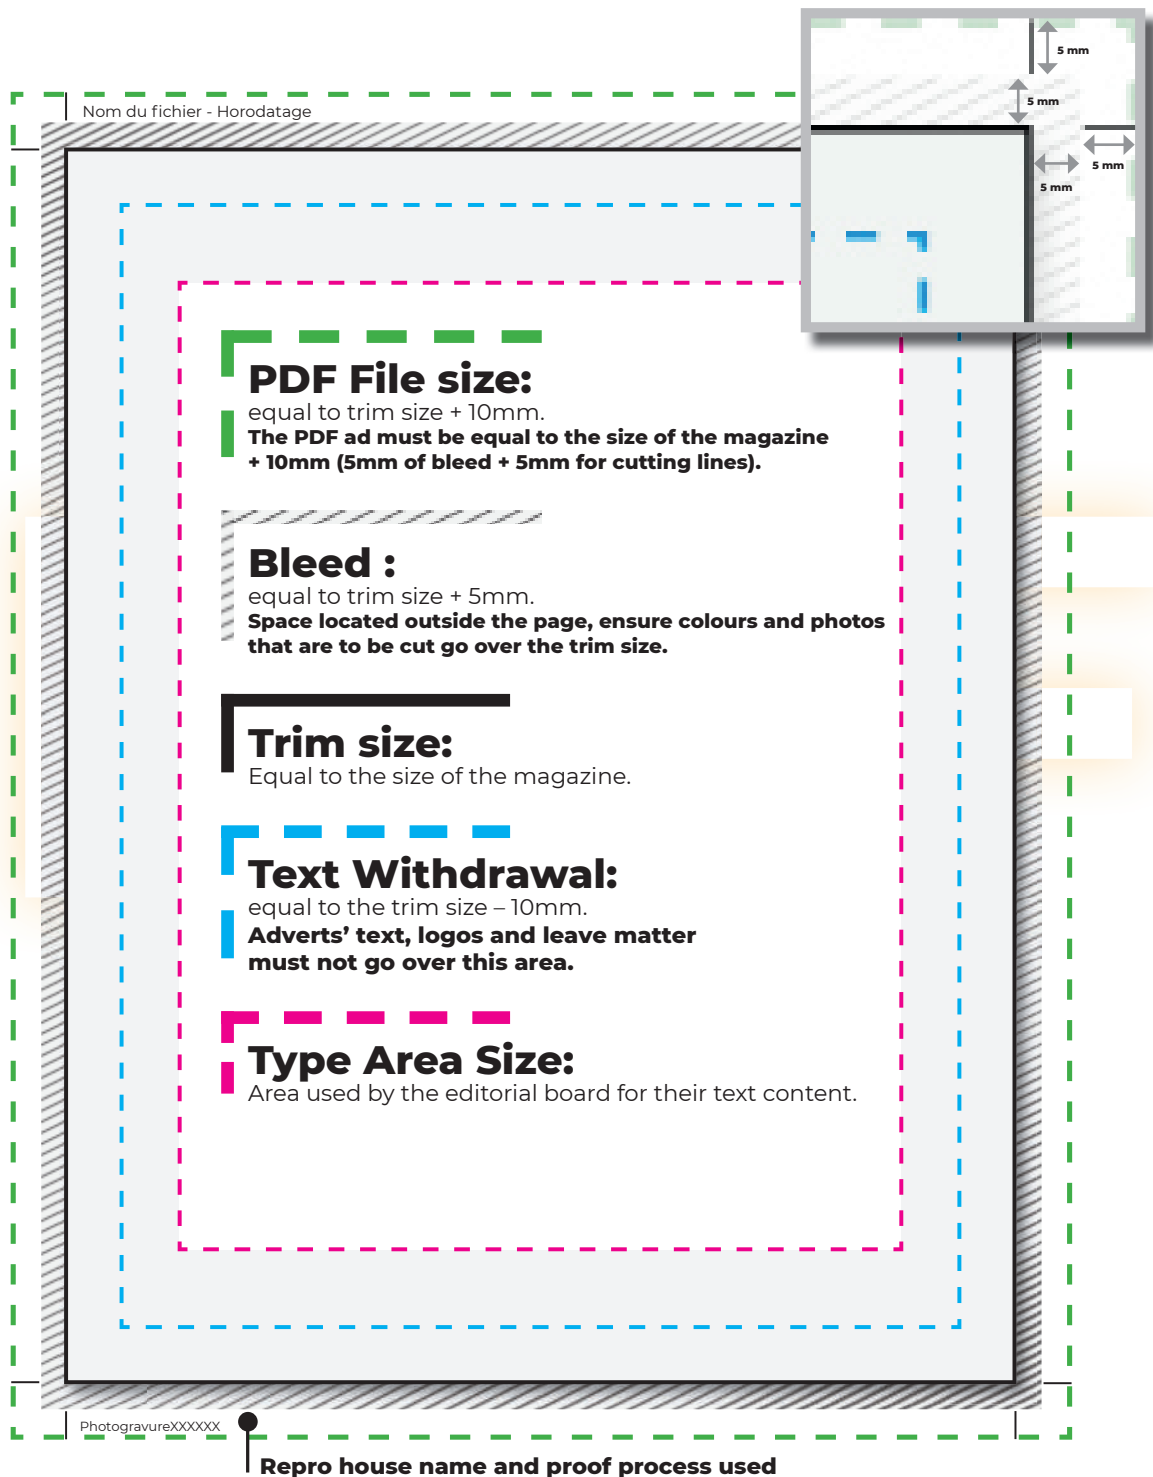 5 mm
5 mm
5 mm
5 mm
Nom du fichier - Horodatage
PDF File size:
equal to trim size + 10mm.
The PDF ad must be equal to the size of the magazine
+ 10mm (5mm of bleed + 5mm for cutting lines).
Bleed :
equal to trim size + 5mm.
Space located outside the page, ensure colours and photos
that are to be cut go over the trim size.
Trim size:
Equal to the size of the magazine.
Text Withdrawal:
equal to the trim size – 10mm.
Adverts’ text, logos and leave matter
must not go over this area.
Type Area Size:
Area used by the editorial board for their text content.
PhotogravureXXXXXX
Repro house name and proof process used